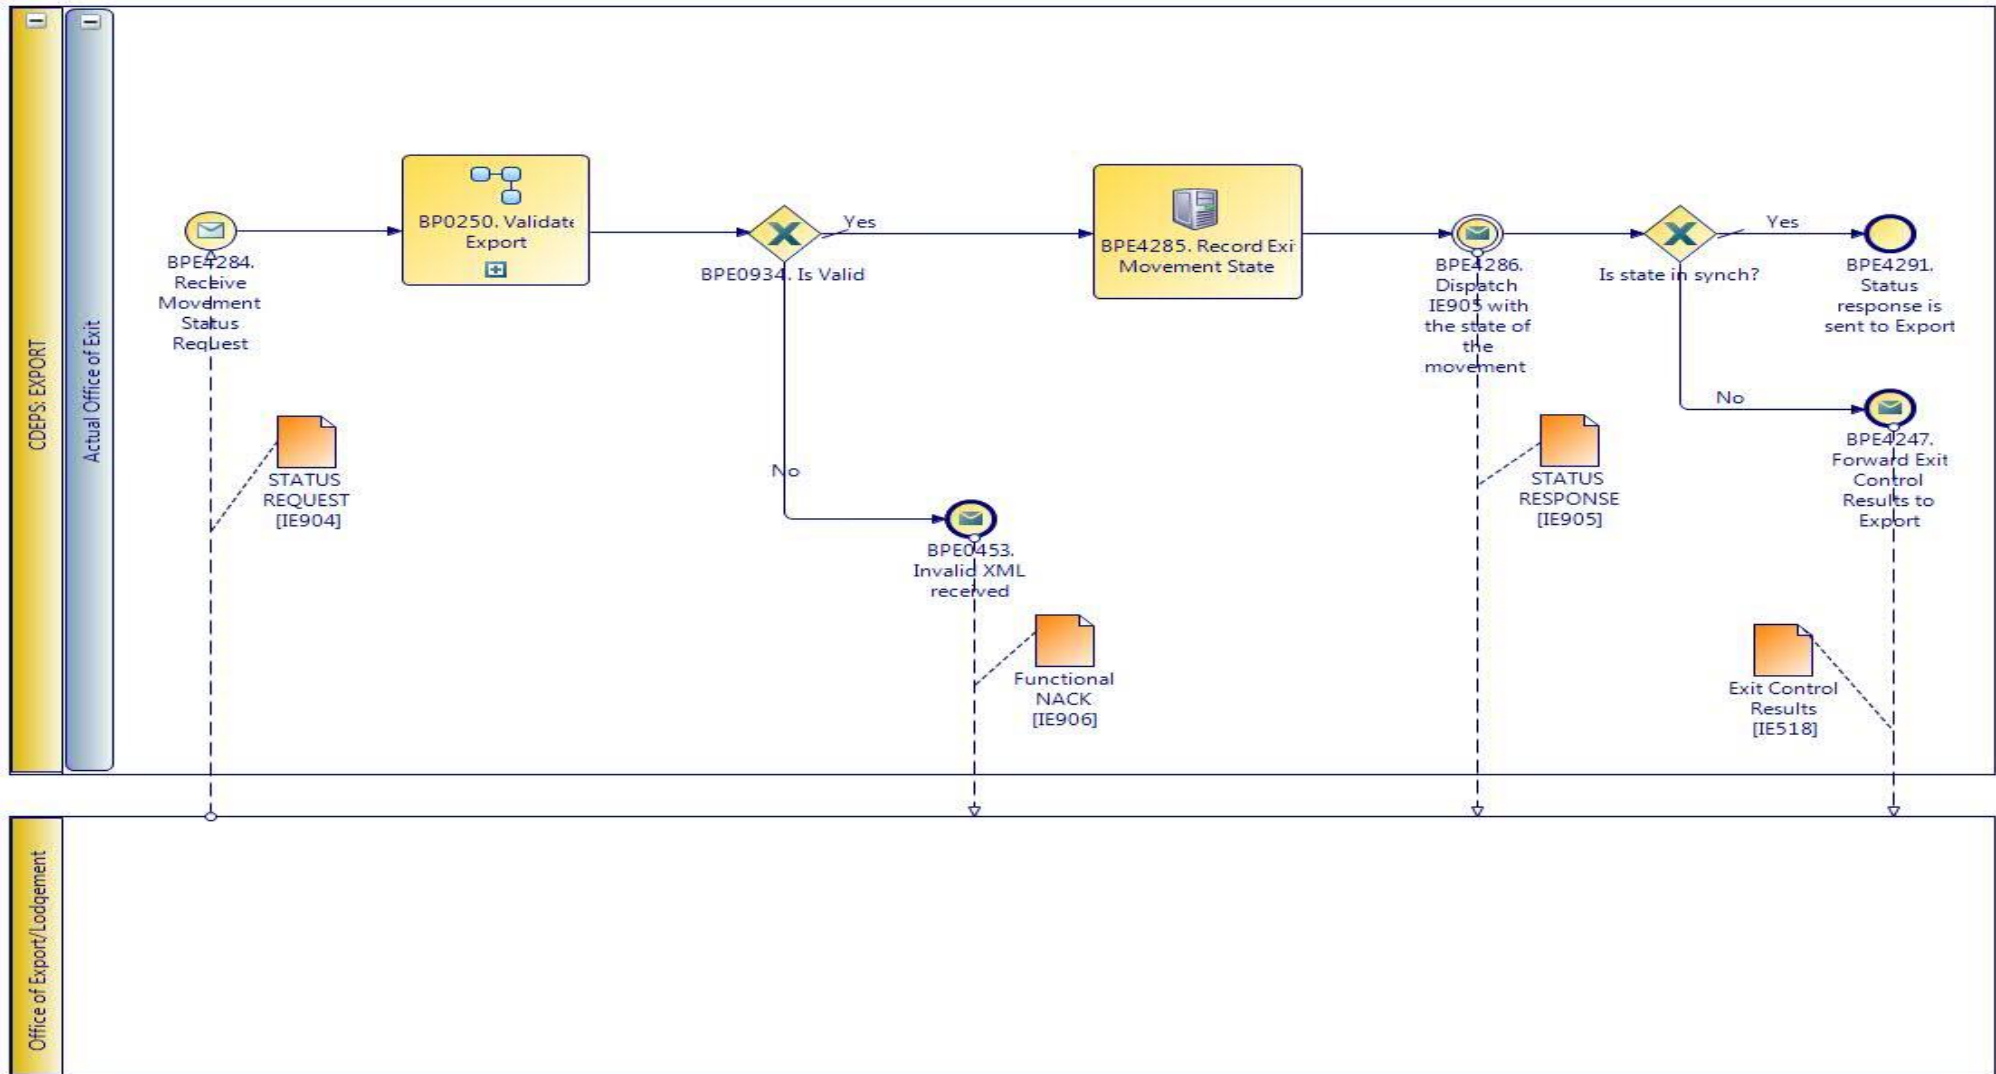 CDEPS: EXPORT
Actual Office of Exit
BPE4284.
Receive
Movement
Status
Request
STATUS
REQUEST
[IE904]
BP0250. Validate
Export
BPE0934. Is Valid
Yes
No
BPE0453.
Invalid XML
received
Functional
NACK
[IE906]
BPE4285. Record Exi
Movement State
BPE4286.
Dispatch
IE905 with
the state of
the
movement
STATUS
RESPONSE
[IE905]
Is state in synch?
Yes
No
BPE4291.
Status
response is
sent to Export
BPE4247.
Forward Exit
Control
Results to
Export
Exit Control
Results
[IE518]
Office of Export/Lodgement